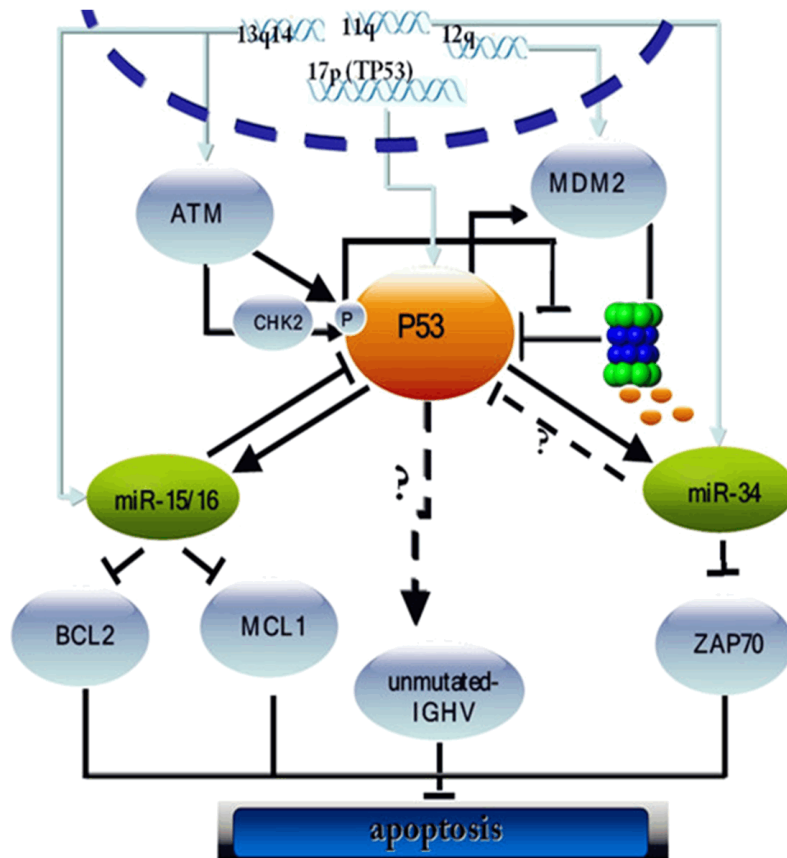 13q14
11q
12q
17p (TP53)
ATM
MDM2
CHK2
P
P53
?
?
miR-15/16
miR-34
BCL2
MCL1
unmutated-
IGHV
ZAP70
apoptosis